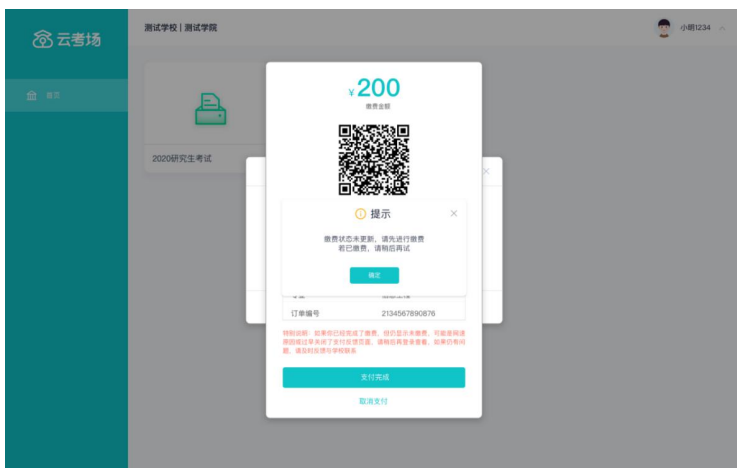 云考场
测试学校 | 测试学院
小明1234
首页
¥200
缴费金额
2020研究生考试
提示
缴费状态未更新，请先进行缴费
若已缴费，请稍后再试
确定
订单编号 2134567890876
特别说明：如果你已经完成了缴费，但仍显示未缴费，可能是网速
原因或过早关闭了支付反馈页面，请稍后再登录查看，如果仍有问
题，请及时反馈与学校联系
支付完成
取消支付